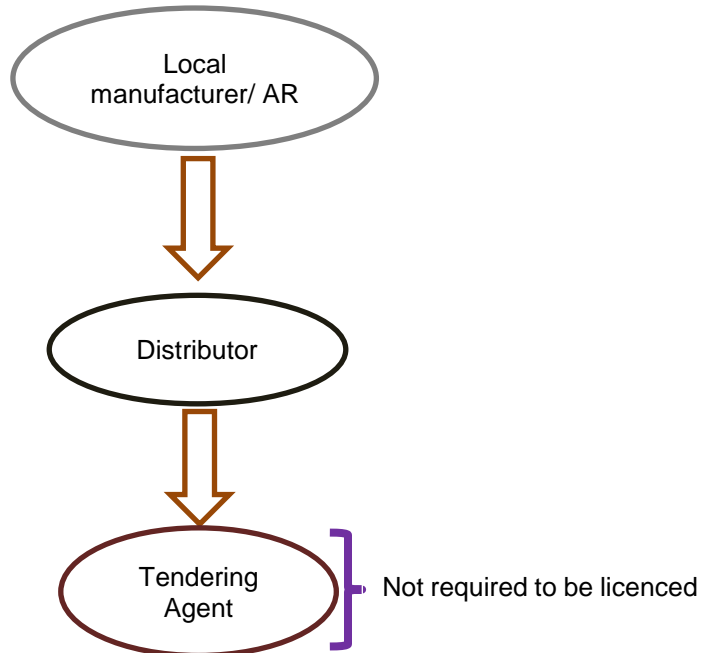 Local
manufacturer/ AR
Distributor
Tendering
Agent
Not required to be licenced